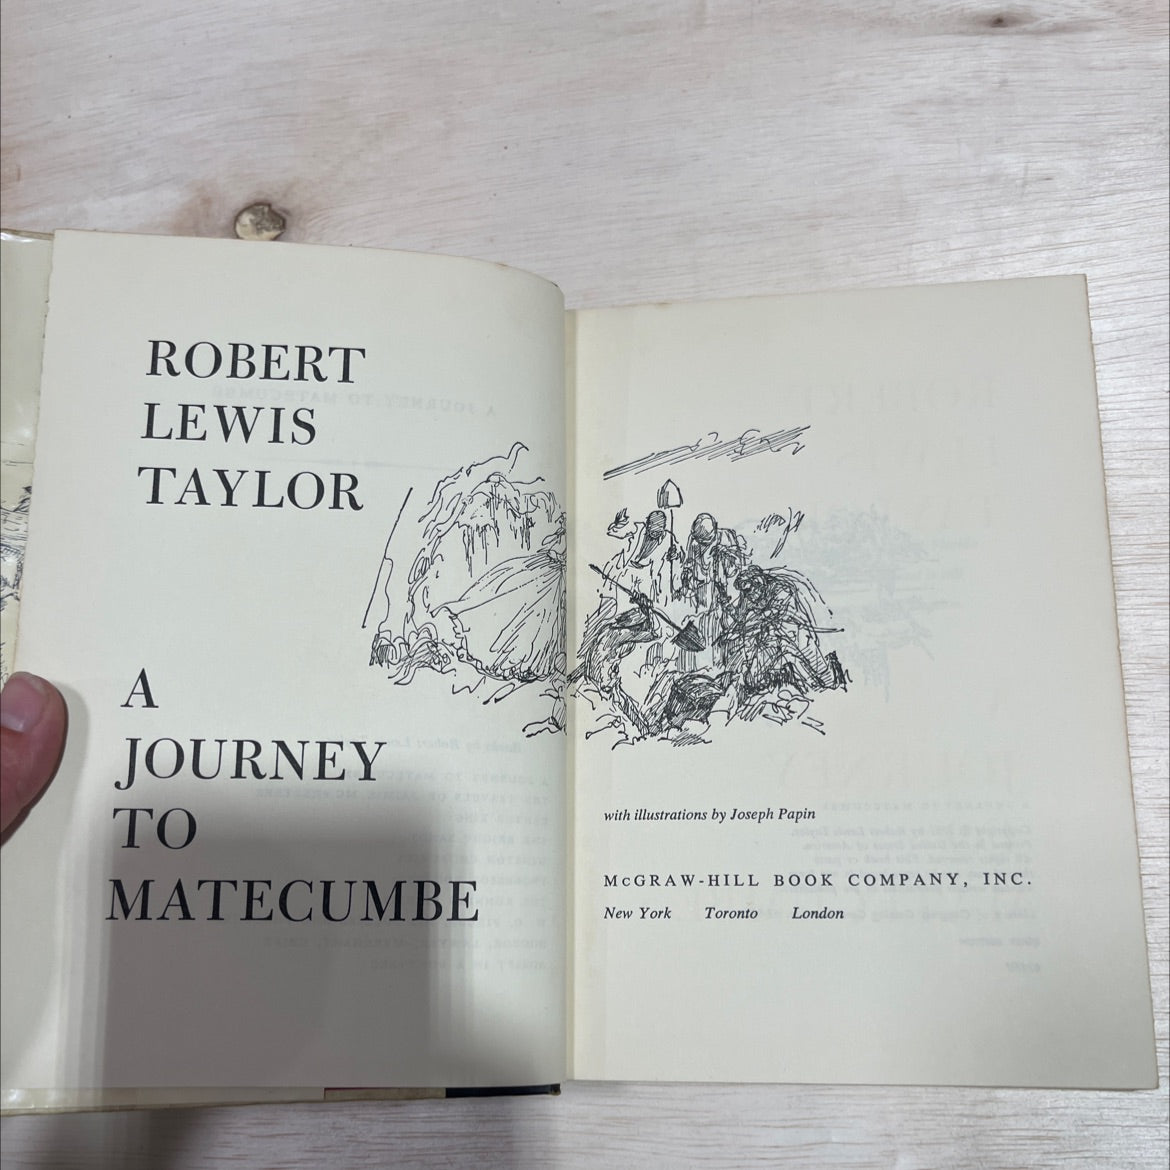 ROBERT
LEWIS
TAYLOR
A
JOURNEY
TO
MATECUMBE
with illustrations by Joseph Papin
McGRAW-HILL BOOK COMPANY, INC.
New York Toronto London